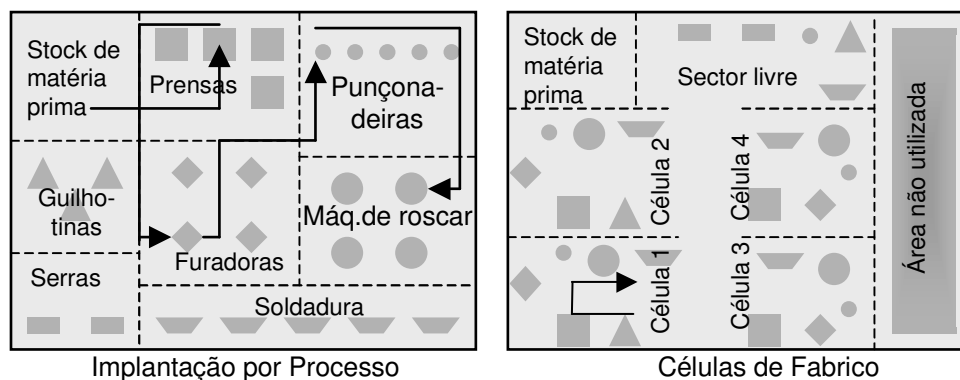 Stock de
matéria
prima
Prensas
Punçona-
deiras
Guilho-
tinas
Furadoras
Máq.de roscar
Serras
Soldadura
Implantação por Processo
Stock de
matéria
prima
Sector livre
Célula 2
Célula 4
Célula 1
Célula 3
Área não utilizada
Células de Fabrico